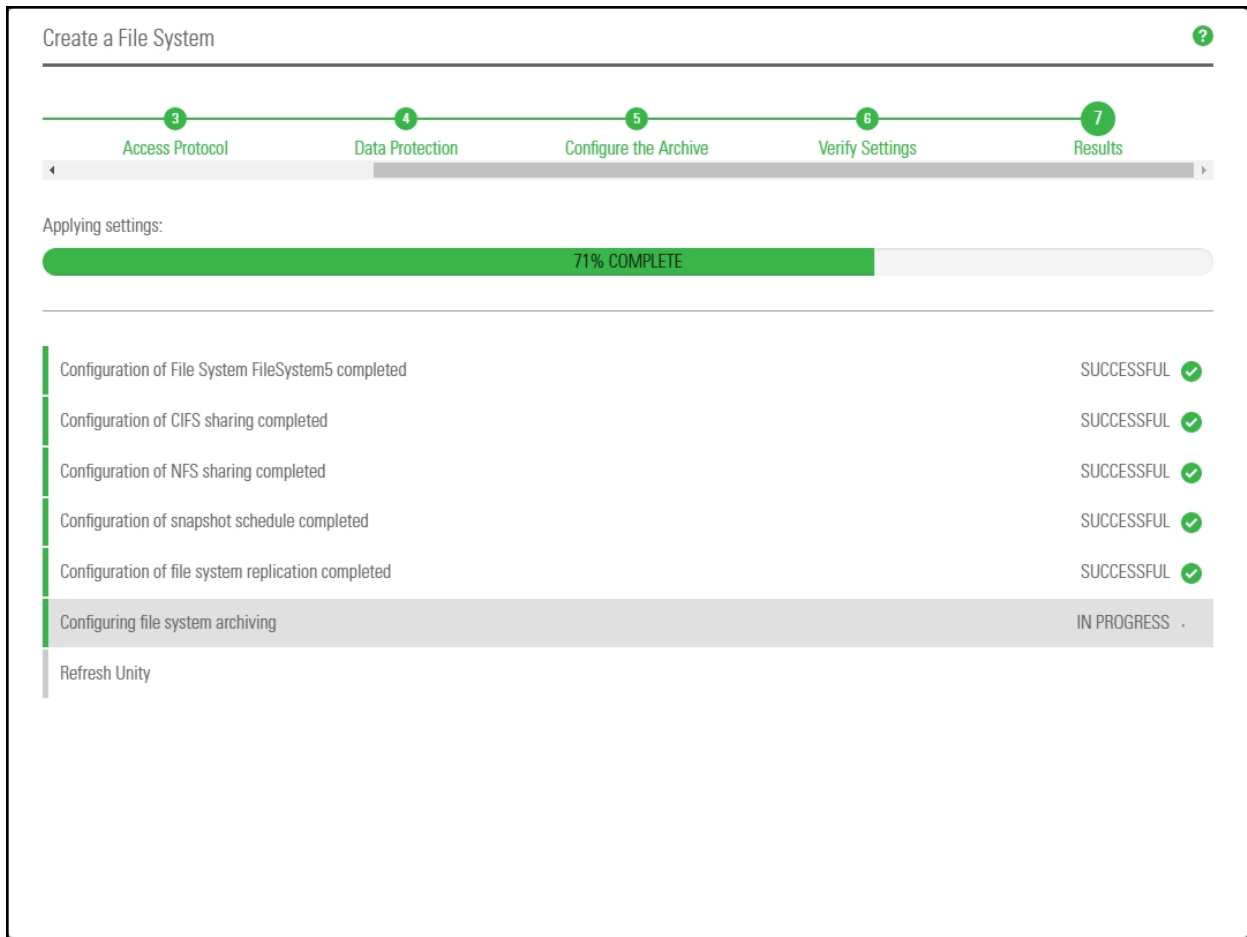 Create a File System
?
3 4 5 6 7
Access Protocol Data Protection Configure the Archive Verify Settings Results
Applying settings:
71% COMPLETE
Configuration of File System FileSystem5 completed SUCCESSFUL
Configuration of CIFS sharing completed SUCCESSFUL
Configuration of NFS sharing completed SUCCESSFUL
Configuration of snapshot schedule completed SUCCESSFUL
Configuration of file system replication completed SUCCESSFUL
Configuring file system archiving IN PROGRESS
Refresh Unity